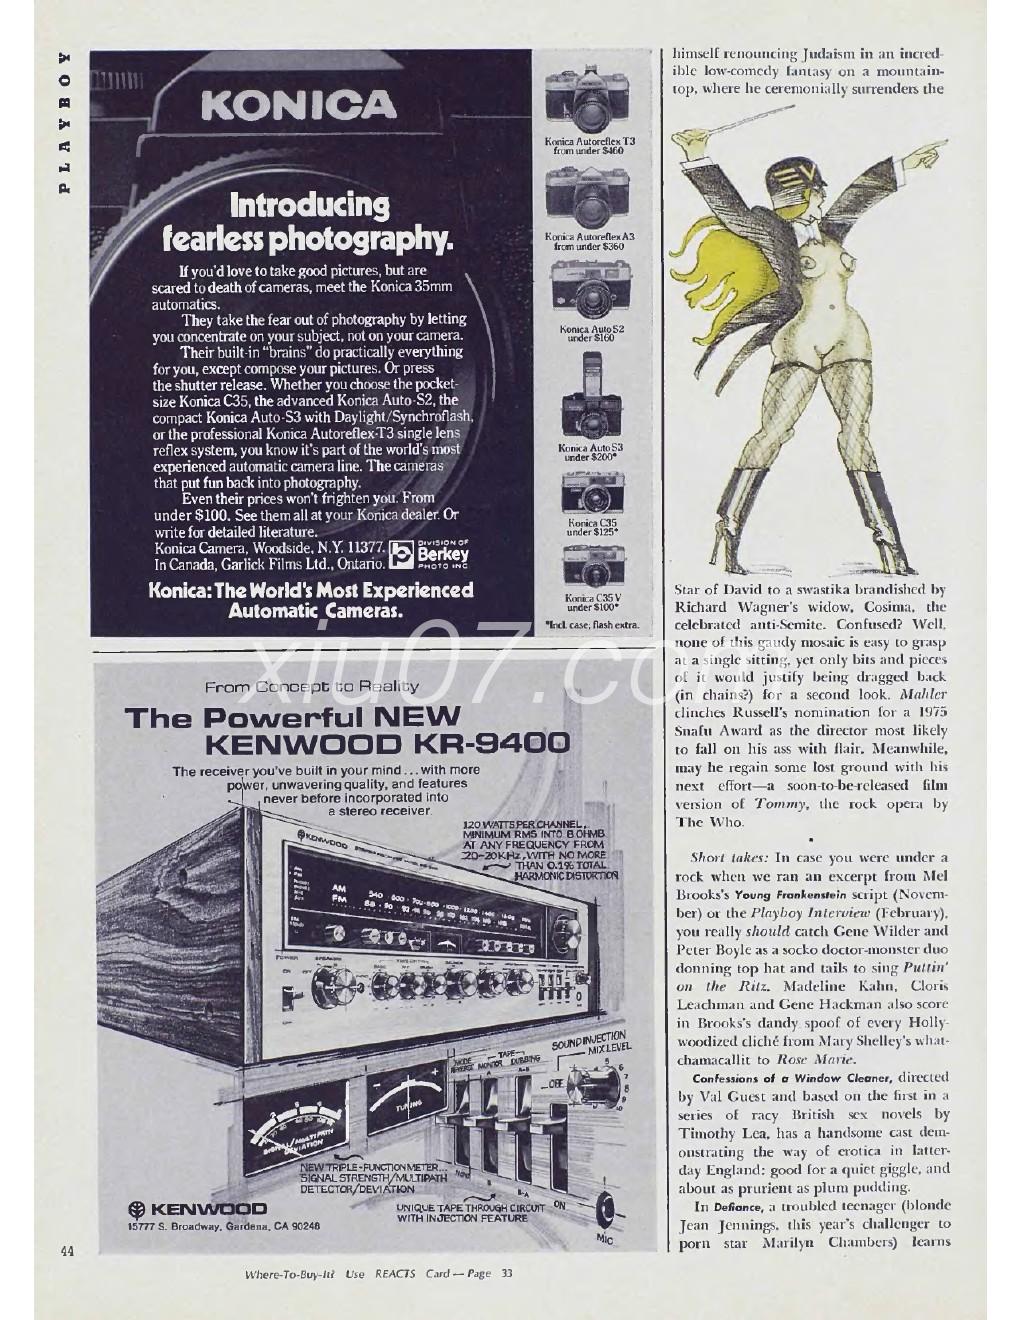 PLAYBOY
KONICA
Introducing
fearless photography.
If you'd love to take good pictures, but are
scared to death of cameras, meet the Konica 35mm
automatics.
They take the fear out of photography by letting
you concentrate on your subject, not on your camera.
Their built-in "brains" do practically everything
for you, except compose your pictures. Or press
the shutter release. Whether you choose the pocket-
size Konica C35, the advanced Konica Auto-S2, the
compact Konica Auto-S3 with Daylight/Synchroflash,
or the professional Konica Autoreflex-T3 single lens
reflex system, you know it's part of the world's most
experienced automatic camera line. The cameras
that put fun back into photography.
Even their prices won't frighten you. From
under $100. See them all at your Konica dealer. Or
write for detailed literature.
Konica Camera, Woodside, N.Y. 11377.
In Canada, Garlick Films Ltd., Ontario.
DIVISION OF
Berkey
PHOTO INC
Konica: The World's Most Experienced
Automatic Cameras.
Konica Autoreflex T3
from under $460
Konica Autoreflex A3
from under $360
Konica Auto S2
under $160
Konica Auto S3
under $200*
Konica C35
under $125*
Konica C35 V
under $100*
*Incl. case; flash extra.
From Concept to Reality
The Powerful NEW
KENWOOD KR-9400
The receiver you've built in your mind... with more
power, unwavering quality, and features
never before incorporated into
a stereo receiver.
120 WATTS PER CHANNEL,
MINIMUM RMS INTO 8 OHMS
AT ANY FREQUENCY FROM
20-20KHz, WITH NO MORE
THAN 0.1% TOTAL
HARMONIC DISTORTION
KENWOOD
AM
FM
SOUND INJECTION
MIX LEVEL
MODE
REVERSE
TAPE
MONITOR DUBBING
A
A-B
OFF
5
6
7
8
9
10
TUNING
SIGNAL/MULTIPATH
DEVIATION
NEW TRIPLE-FUNCTION METER...
SIGNAL STRENGTH/MULTIPATH
DETECTOR/DEVIATION
B
B-A
ON
UNIQUE TAPE THROUGH CIRCUIT
WITH INJECTION FEATURE
MIC
KENWOOD
15777 S. Broadway, Gardena, CA 90248
himself renouncing Judaism in an incred-
ible low-comedy fantasy on a mountain-
top, where he ceremonially surrenders the
Star of David to a swastika brandished by
Richard Wagner's widow, Cosima, the
celebrated anti-Semite. Confused? Well,
none of this gaudy mosaic is easy to grasp
at a single sitting, yet only bits and pieces
of it would justify being dragged back
(in chains?) for a second look. Mahler
clinches Russell's nomination for a 1975
Snafu Award as the director most likely
to fall on his ass with flair. Meanwhile,
may he regain some lost ground with his
next effort—a soon-to-be-released film
version of Tommy, the rock opera by
The Who.
•
Short takes: In case you were under a
rock when we ran an excerpt from Mel
Brooks's Young Frankenstein script (Novem-
ber) or the Playboy Interview (February),
you really should catch Gene Wilder and
Peter Boyle as a socko doctor-monster duo
donning top hat and tails to sing Puttin'
on the Ritz. Madeline Kahn, Cloris
Leachman and Gene Hackman also score
in Brooks's dandy spoof of every Holly-
woodized cliché from Mary Shelley's what-
chamacallit to Rose Marie.
Confessions of a Window Cleaner, directed
by Val Guest and based on the first in a
series of racy British sex novels by
Timothy Lea, has a handsome cast dem-
onstrating the way of erotica in latter-
day England: good for a quiet giggle, and
about as prurient as plum pudding.
In Defiance, a troubled teenager (blonde
Jean Jennings, this year's challenger to
porn star Marilyn Chambers) learns
xiu07.com
44
Where-To-Buy-It? Use REACTS Card — Page 33